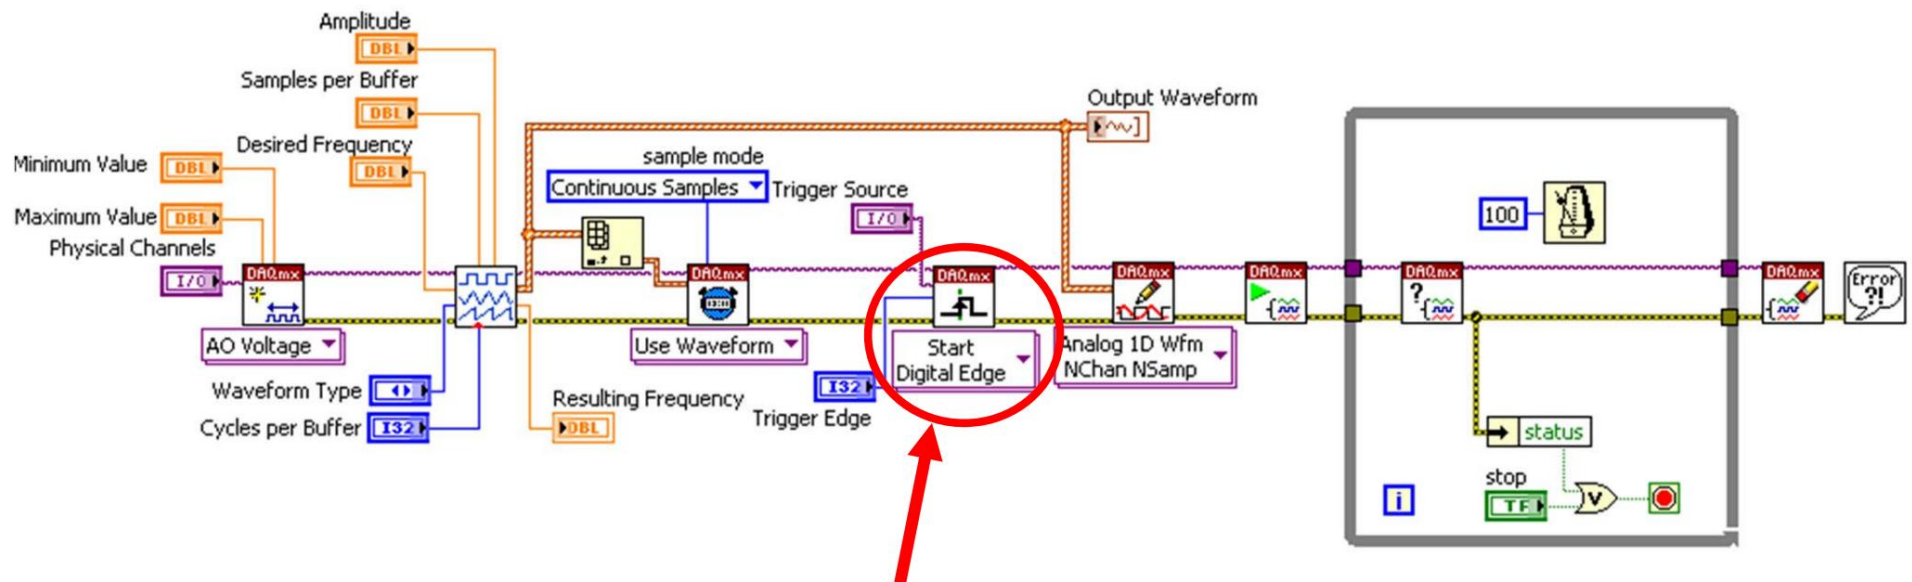 Amplitude
DBL
Samples per Buffer
DBL
Desired Frequency
DBL
Minimum Value
DBL
Maximum Value
DBL
Physical Channels
I/O
DAQmx
AO Voltage
Waveform Type
Cycles per Buffer
I32
Resulting Frequency
DBL
sample mode
Continuous Samples
DAQmx
Use Waveform
Trigger Source
I/O
DAQmx
Start
Digital Edge
I32
Trigger Edge
Output Waveform
DAQmx
Analog 1D Wfm
NChan NSamp
DAQmx
100
DAQmx
?
status
stop
TF
V
i
DAQmx
Error
?!